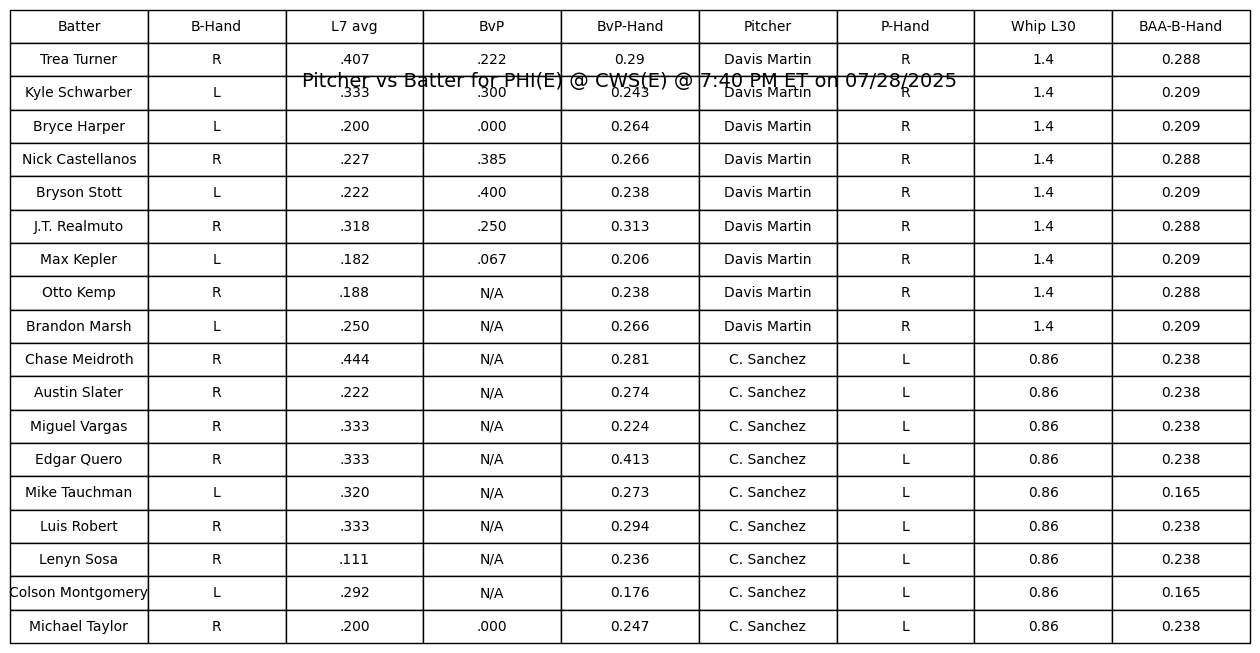 Batter B-Hand L7 avg BvP BvP-Hand Pitcher P-Hand Whip L30 BAA-B-Hand
Trea Turner R .407 .222 0.29 Davis Martin R 1.4 0.288
Pitcher vs Batter for PHI(E) @ CWS(E) @ 7:40 PM ET on 07/28/2025
Kyle Schwarber L .333 .300 0.243 Davis Martin R 1.4 0.209
Bryce Harper L .200 .000 0.264 Davis Martin R 1.4 0.209
Nick Castellanos R .227 .385 0.266 Davis Martin R 1.4 0.288
Bryson Stott L .222 .400 0.238 Davis Martin R 1.4 0.209
J.T. Realmuto R .318 .250 0.313 Davis Martin R 1.4 0.288
Max Kepler L .182 .067 0.206 Davis Martin R 1.4 0.209
Otto Kemp R .188 N/A 0.238 Davis Martin R 1.4 0.288
Brandon Marsh L .250 N/A 0.266 Davis Martin R 1.4 0.209
Chase Meidroth R .444 N/A 0.281 C. Sanchez L 0.86 0.238
Austin Slater R .222 N/A 0.274 C. Sanchez L 0.86 0.238
Miguel Vargas R .333 N/A 0.224 C. Sanchez L 0.86 0.238
Edgar Quero R .333 N/A 0.413 C. Sanchez L 0.86 0.238
Mike Tauchman L .320 N/A 0.273 C. Sanchez L 0.86 0.165
Luis Robert R .333 N/A 0.294 C. Sanchez L 0.86 0.238
Lenyn Sosa R .111 N/A 0.236 C. Sanchez L 0.86 0.238
Colson Montgomery L .292 N/A 0.176 C. Sanchez L 0.86 0.165
Michael Taylor R .200 .000 0.247 C. Sanchez L 0.86 0.238